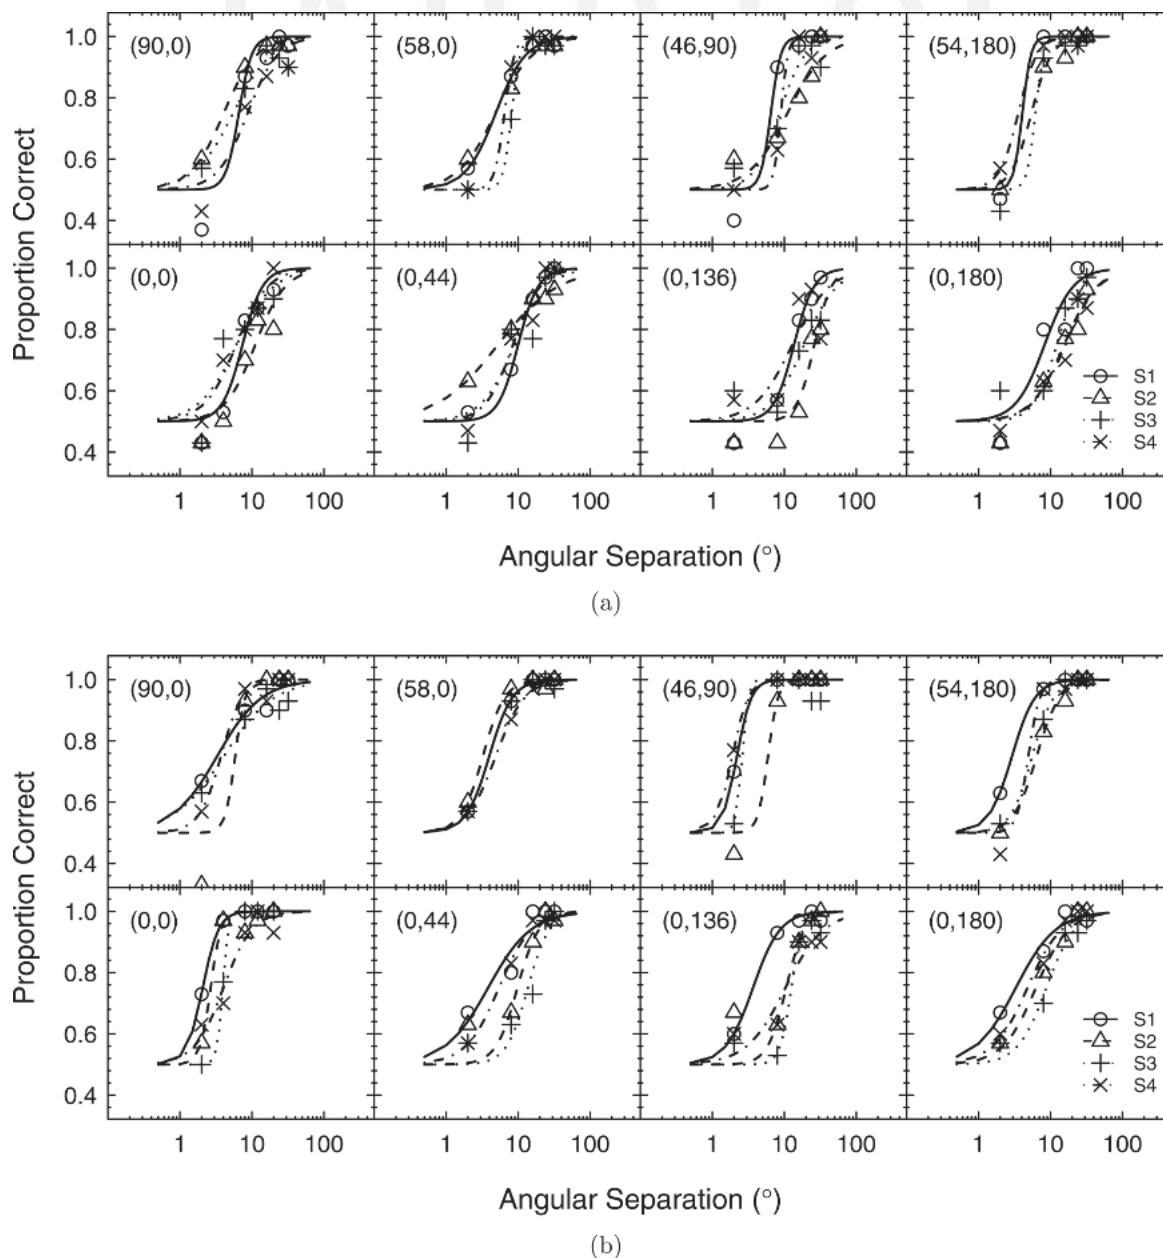 (90,0) (58,0) (46,90) (54,180)
1.0
0.8
0.6
0.4
(0,0) (0,44) (0,136) (0,180)
1.0
0.8
0.6
0.4
Proportion Correct
S1
S2
S3
S4
1 10 100 1 10 100 1 10 100 1 10 100
Angular Separation (°)
(a)
(90,0) (58,0) (46,90) (54,180)
1.0
0.8
0.6
0.4
(0,0) (0,44) (0,136) (0,180)
1.0
0.8
0.6
0.4
Proportion Correct
S1
S2
S3
S4
1 10 100 1 10 100 1 10 100 1 10 100
Angular Separation (°)
(b)